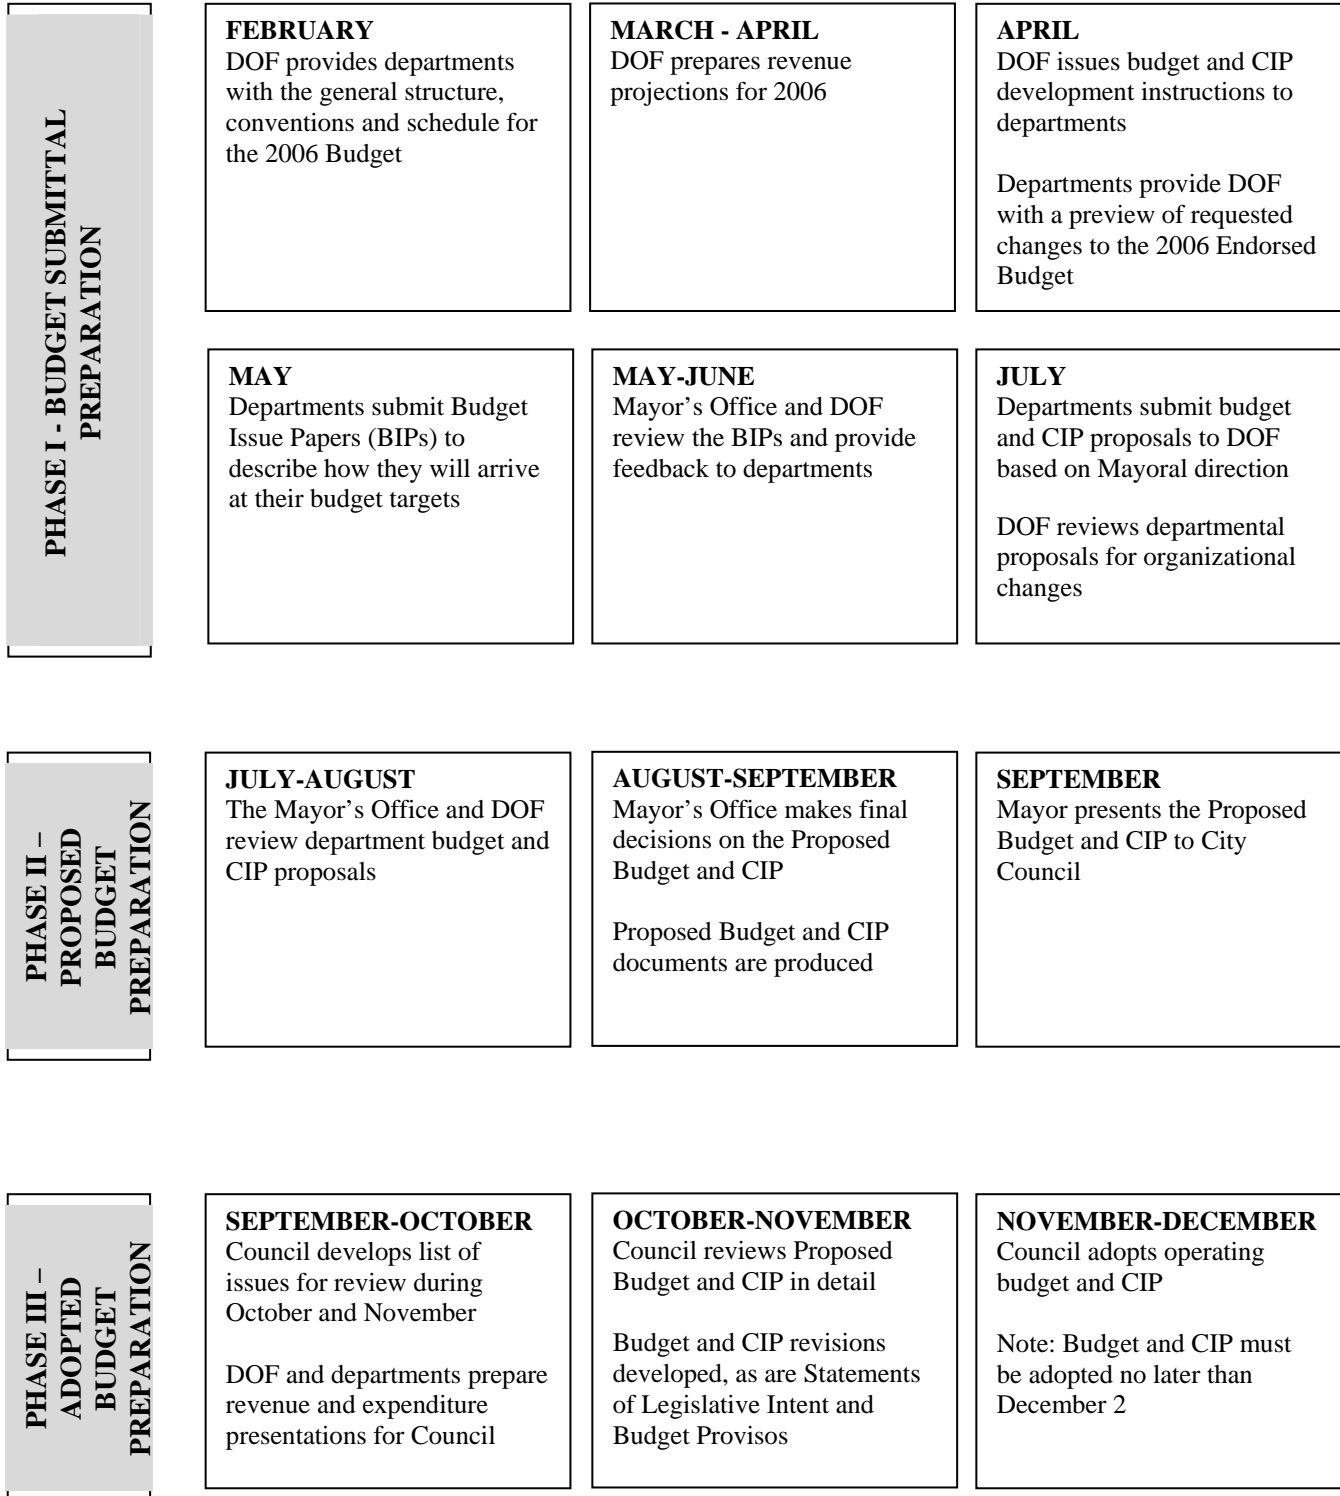 PHASE I - BUDGET SUBMITTAL
PREPARATION
FEBRUARY
DOF provides departments
with the general structure,
conventions and schedule for
the 2006 Budget
MARCH - APRIL
DOF prepares revenue
projections for 2006
APRIL
DOF issues budget and CIP
development instructions to
departments
Departments provide DOF
with a preview of requested
changes to the 2006 Endorsed
Budget
MAY
Departments submit Budget
Issue Papers (BIPs) to
describe how they will arrive
at their budget targets
MAY-JUNE
Mayor’s Office and DOF
review the BIPs and provide
feedback to departments
JULY
Departments submit budget
and CIP proposals to DOF
based on Mayoral direction
DOF reviews departmental
proposals for organizational
changes
PHASE II –
PROPOSED
BUDGET
PREPARATION
JULY-AUGUST
The Mayor’s Office and DOF
review department budget and
CIP proposals
AUGUST-SEPTEMBER
Mayor’s Office makes final
decisions on the Proposed
Budget and CIP
Proposed Budget and CIP
documents are produced
SEPTEMBER
Mayor presents the Proposed
Budget and CIP to City
Council
PHASE III –
ADOPTED
BUDGET
PREPARATION
SEPTEMBER-OCTOBER
Council develops list of
issues for review during
October and November
DOF and departments prepare
revenue and expenditure
presentations for Council
OCTOBER-NOVEMBER
Council reviews Proposed
Budget and CIP in detail
Budget and CIP revisions
developed, as are Statements
of Legislative Intent and
Budget Provisos
NOVEMBER-DECEMBER
Council adopts operating
budget and CIP
Note: Budget and CIP must
be adopted no later than
December 2